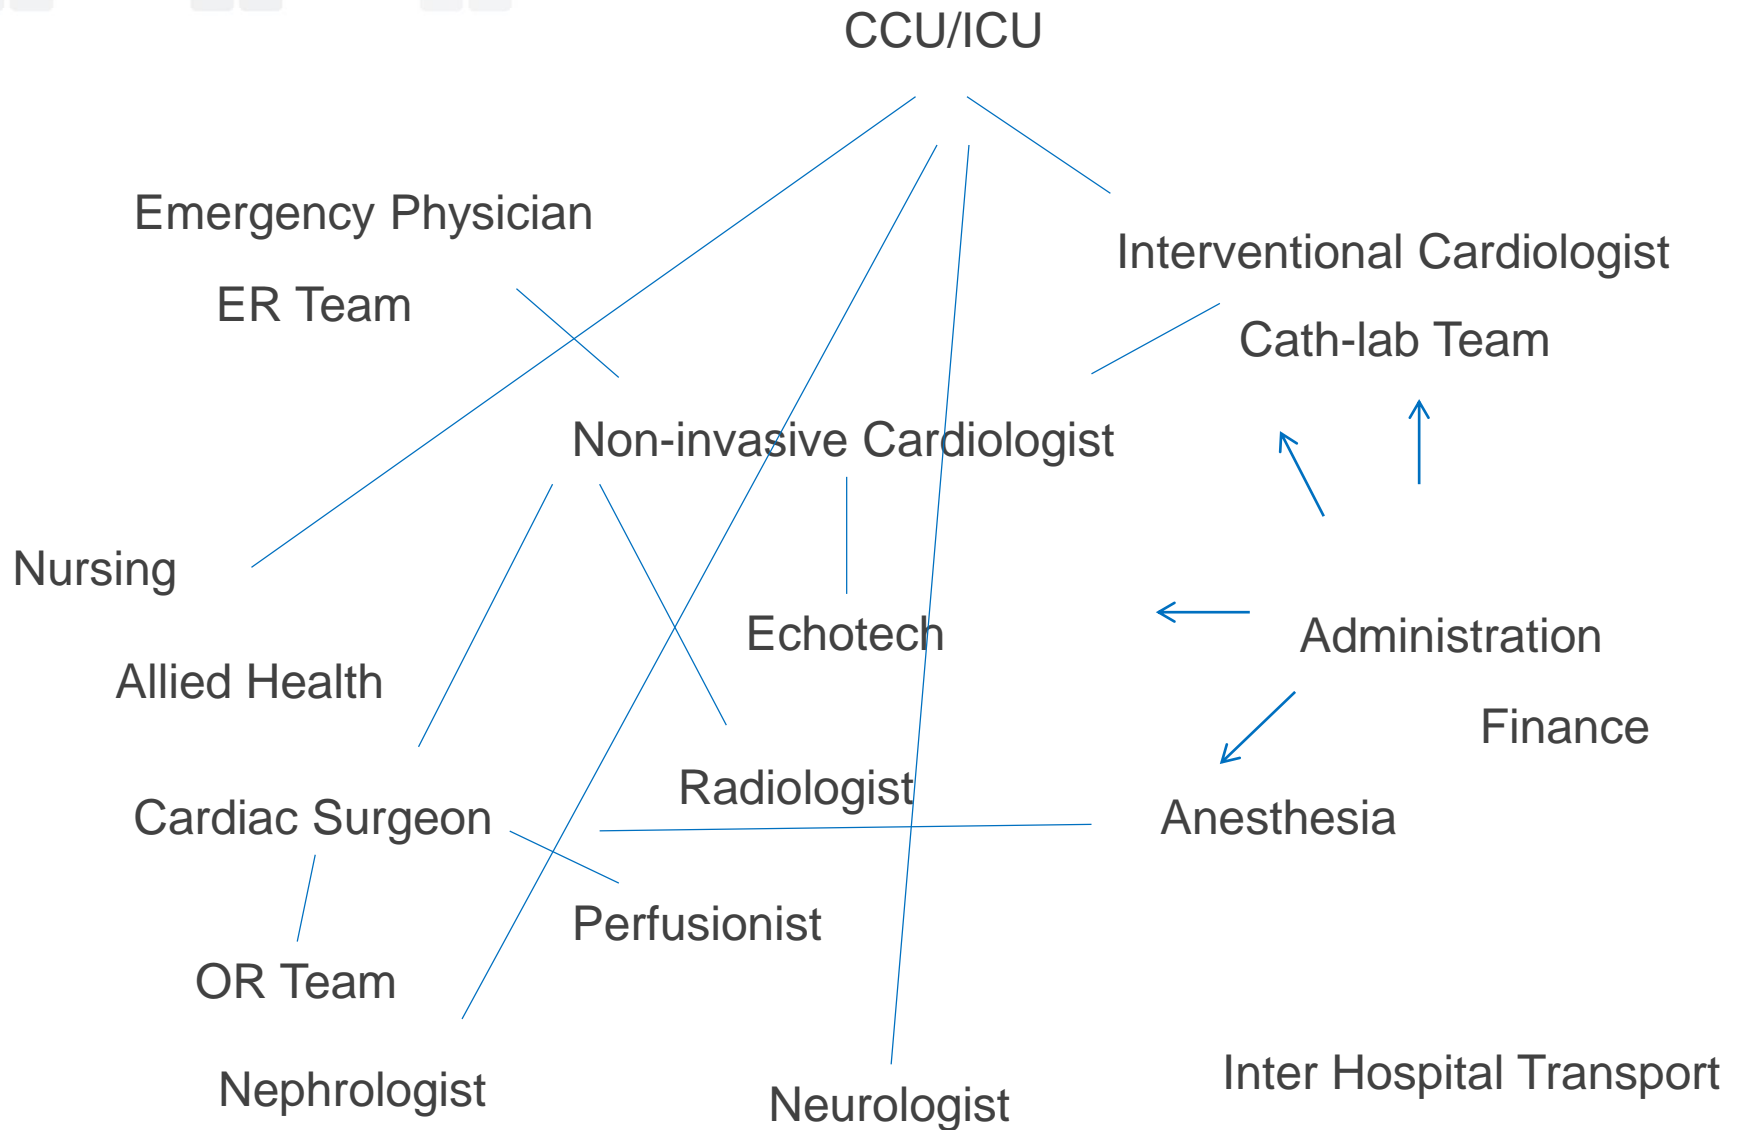 CCU/ICU
Emergency Physician
Interventional Cardiologist
ER Team
Cath-lab Team
Non-invasive Cardiologist
Nursing
Echotech
Administration
Allied Health
Finance
Radiologist
Cardiac Surgeon
Anesthesia
Perfusionist
OR Team
Inter Hospital Transport
Nephrologist
Neurologist